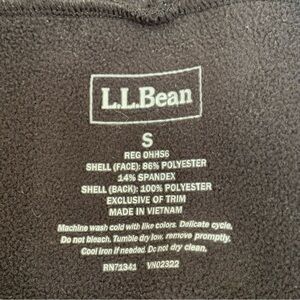 L.L.Bean
S
REG 0HHS6
SHELL (FACE): 86% POLYESTER
14% SPANDEX
SHELL (BACK): 100% POLYESTER
EXCLUSIVE OF TRIM
MADE IN VIETNAM
Machine wash cold with like colors. Delicate cycle.
Do not bleach. Tumble dry low, remove promptly.
Cool iron if needed. Do not dry clean.
RN71341 VN02322